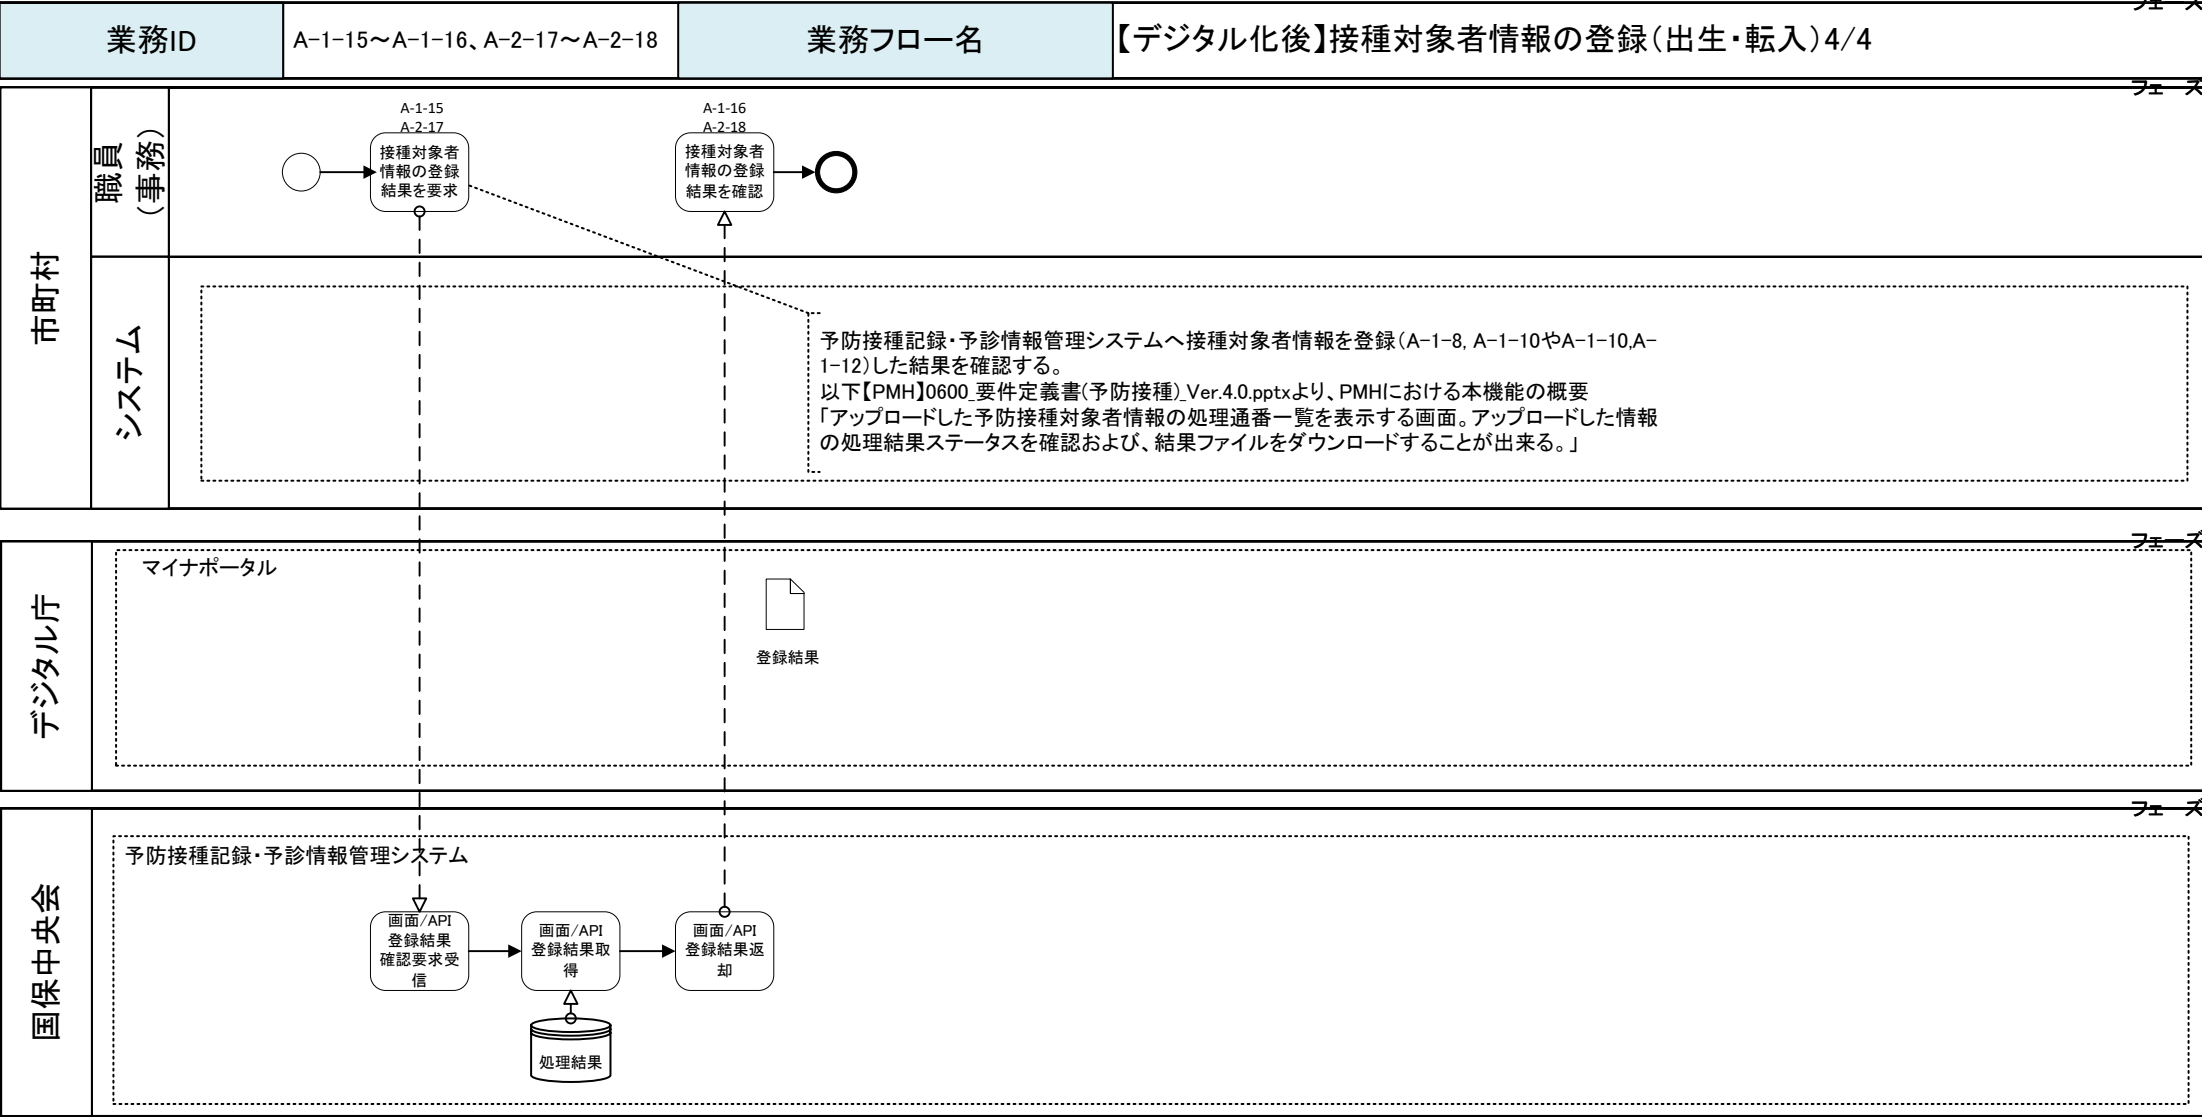 フェーズ
業務ID
A-1-15～A-1-16、A-2-17～A-2-18
業務フロー名
【デジタル化後】接種対象者情報の登録（出生・転入）4/4
フェーズ
市町村
職員
（事務）
A-1-15
A-2-17
接種対象者
情報の登録
結果を要求
A-1-16
A-2-18
接種対象者
情報の登録
結果を確認
システム
予防接種記録・予診情報管理システムへ接種対象者情報を登録（A-1-8, A-1-10やA-1-10,A-
1-12）した結果を確認する。
以下【PMH】0600_要件定義書(予防接種)_Ver.4.0.pptxより、PMHにおける本機能の概要
「アップロードした予防接種対象者情報の処理通番一覧を表示する画面。アップロードした情報
の処理結果ステータスを確認および、結果ファイルをダウンロードすることが出来る。」
フェーズ
デジタル庁
マイナポータル
登録結果
フェーズ
国保中央会
予防接種記録・予診情報管理システム
画面/API
登録結果
確認要求受
信
画面/API
登録結果取
得
画面/API
登録結果返
却
処理結果